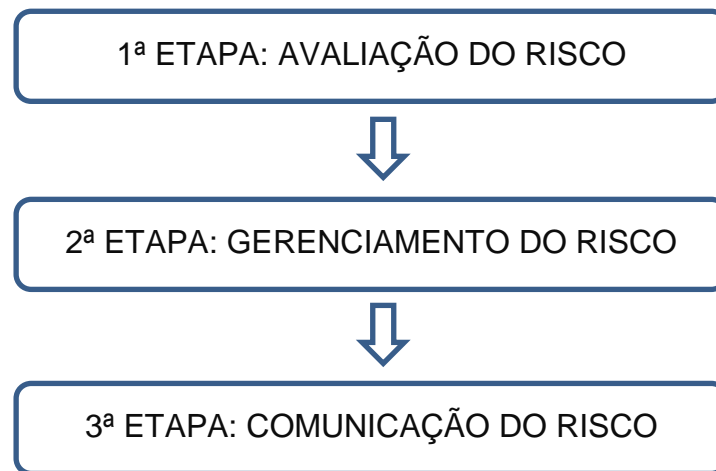 1ª ETAPA: AVALIAÇÃO DO RISCO
2ª ETAPA: GERENCIAMENTO DO RISCO
3ª ETAPA: COMUNICAÇÃO DO RISCO